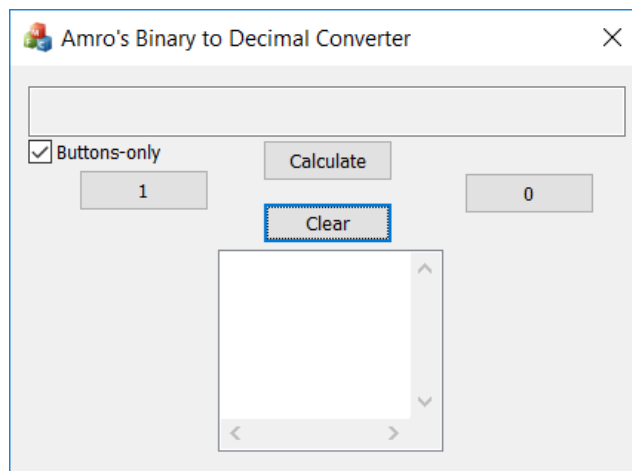 Amro's Binary to Decimal Converter
Buttons-only
Calculate
1
0
Clear